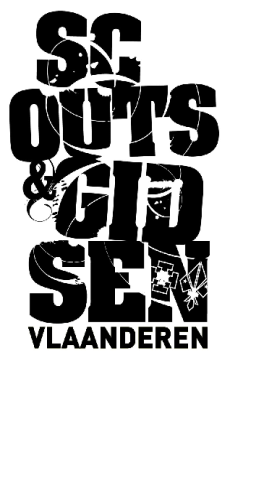 SC
OUTS
& GID
SEN
VLAANDEREN